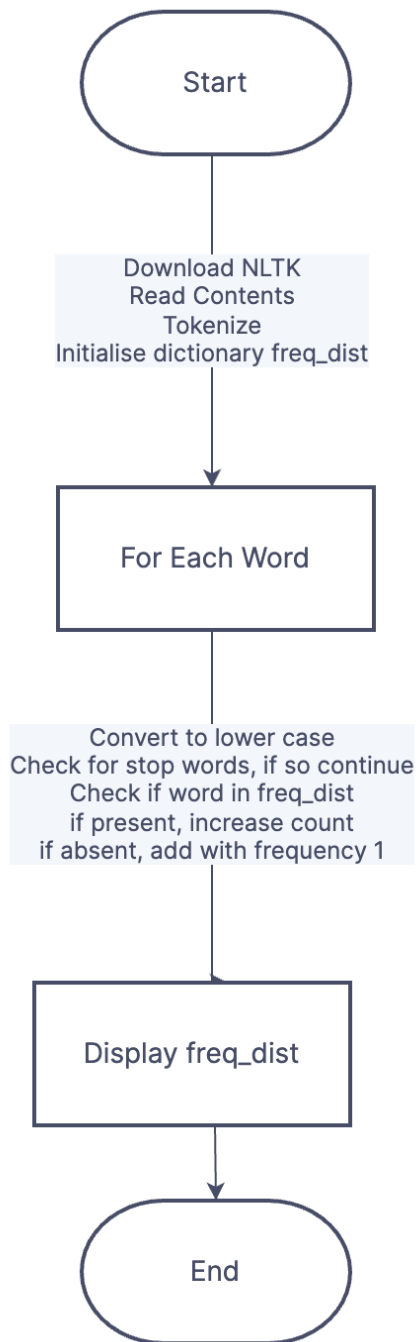 Start
Download NLTK
Read Contents
Tokenize
Initialise dictionary freq_dist
For Each Word
Convert to lower case
Check for stop words, if so continue
Check if word in freq_dist
if present, increase count
if absent, add with frequency 1
Display freq_dist
End